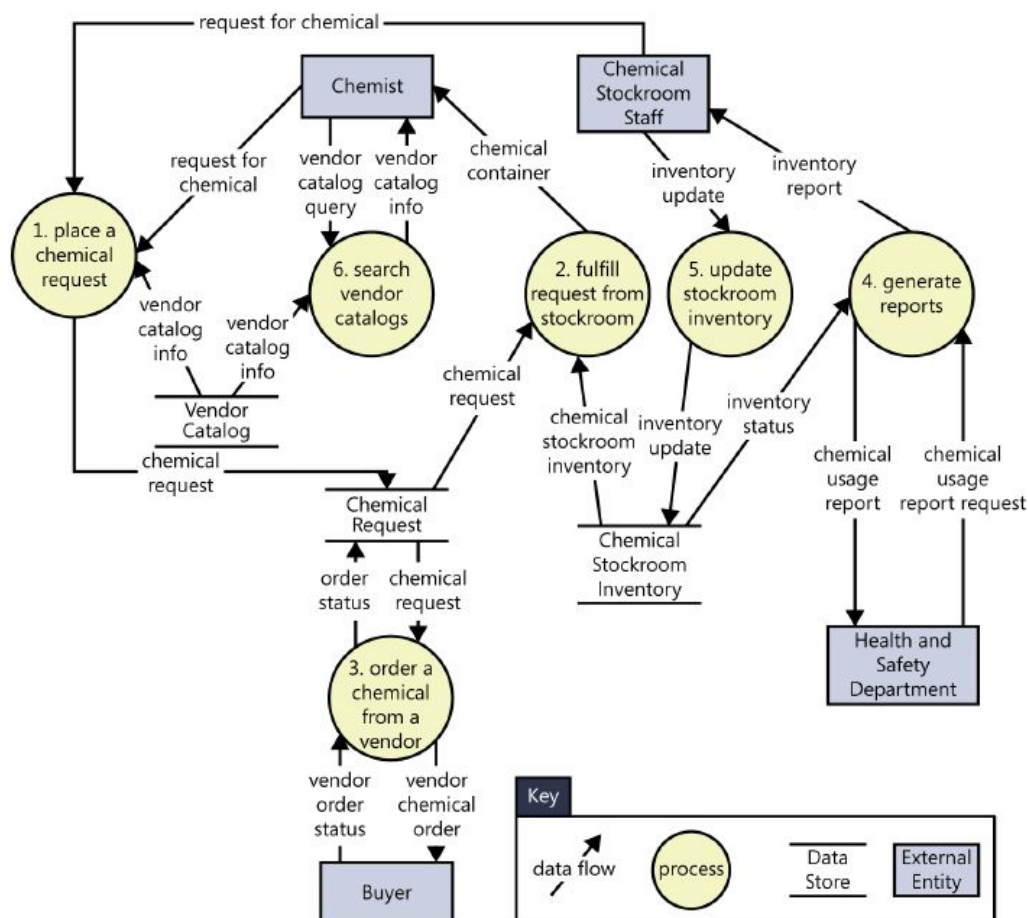 request for chemical
Chemist
Chemical
Stockroom
Staff
request for
chemical
vendor
catalog
query
vendor
catalog
info
chemical
container
inventory
update
inventory
report
1. place a
chemical
request
6. search
vendor
catalogs
2. fulfill
request from
stockroom
5. update
stockroom
inventory
4. generate
reports
vendor
catalog
info
vendor
catalog
info
Vendor
Catalog
chemical
request
chemical
request
chemical
stockroom
inventory
inventory
update
inventory
status
chemical
usage
report
chemical
usage
report request
Chemical
Request
Chemical
Stockroom
Inventory
order
status
chemical
request
Health and
Safety
Department
3. order a
chemical
from a
vendor
vendor
order
status
vendor
chemical
order
Buyer
Key
data flow
process
Data
Store
External
Entity